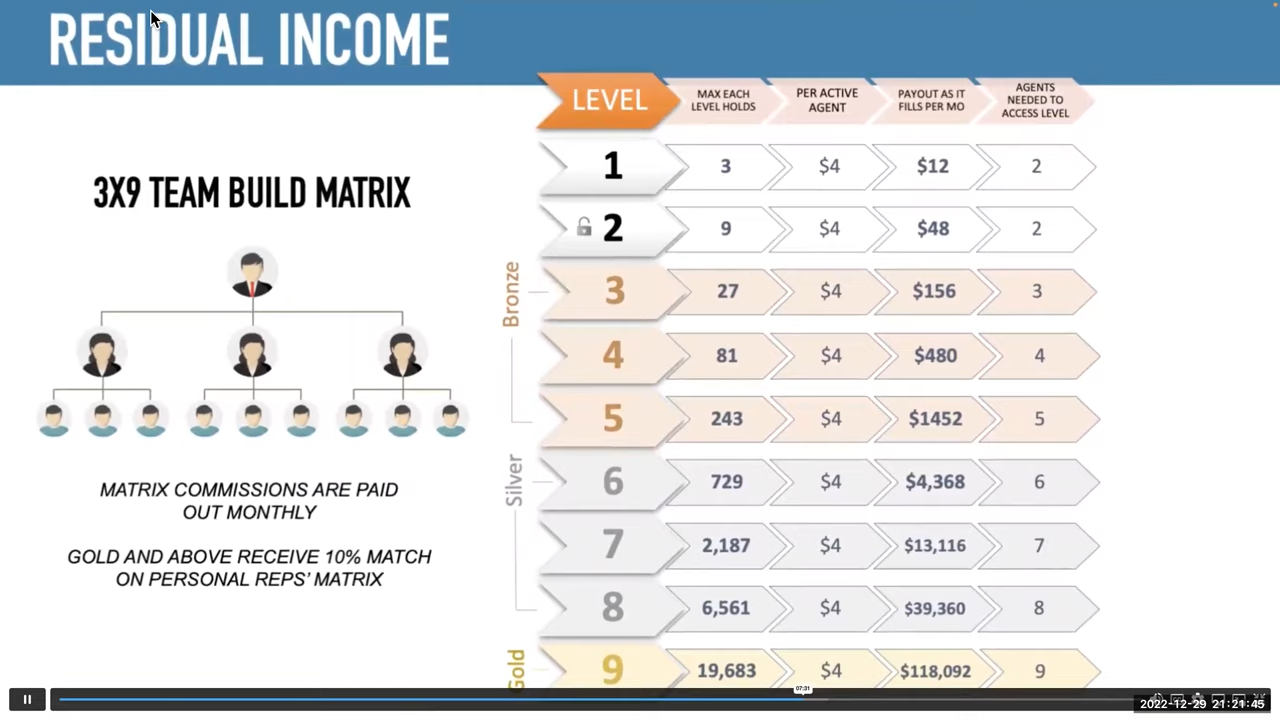 RESIDUAL INCOME
LEVEL
MAX EACH
LEVEL HOLDS
PER ACTIVE
AGENT
PAYOUT AS IT
FILLS PER MO
AGENTS
NEEDED TO
ACCESS LEVEL
3X9 TEAM BUILD MATRIX
MATRIX COMMISSIONS ARE PAID
OUT MONTHLY
GOLD AND ABOVE RECEIVE 10% MATCH
ON PERSONAL REPS' MATRIX
1 3 $4 $12 2
2 9 $4 $48 2
Bronze
3 27 $4 $156 3
4 81 $4 $480 4
5 243 $4 $1452 5
Silver
6 729 $4 $4,368 6
7 2,187 $4 $13,116 7
8 6,561 $4 $39,360 8
Gold
9 19,683 $4 $118,092 9
07:31
2022-12-29 21:21:45